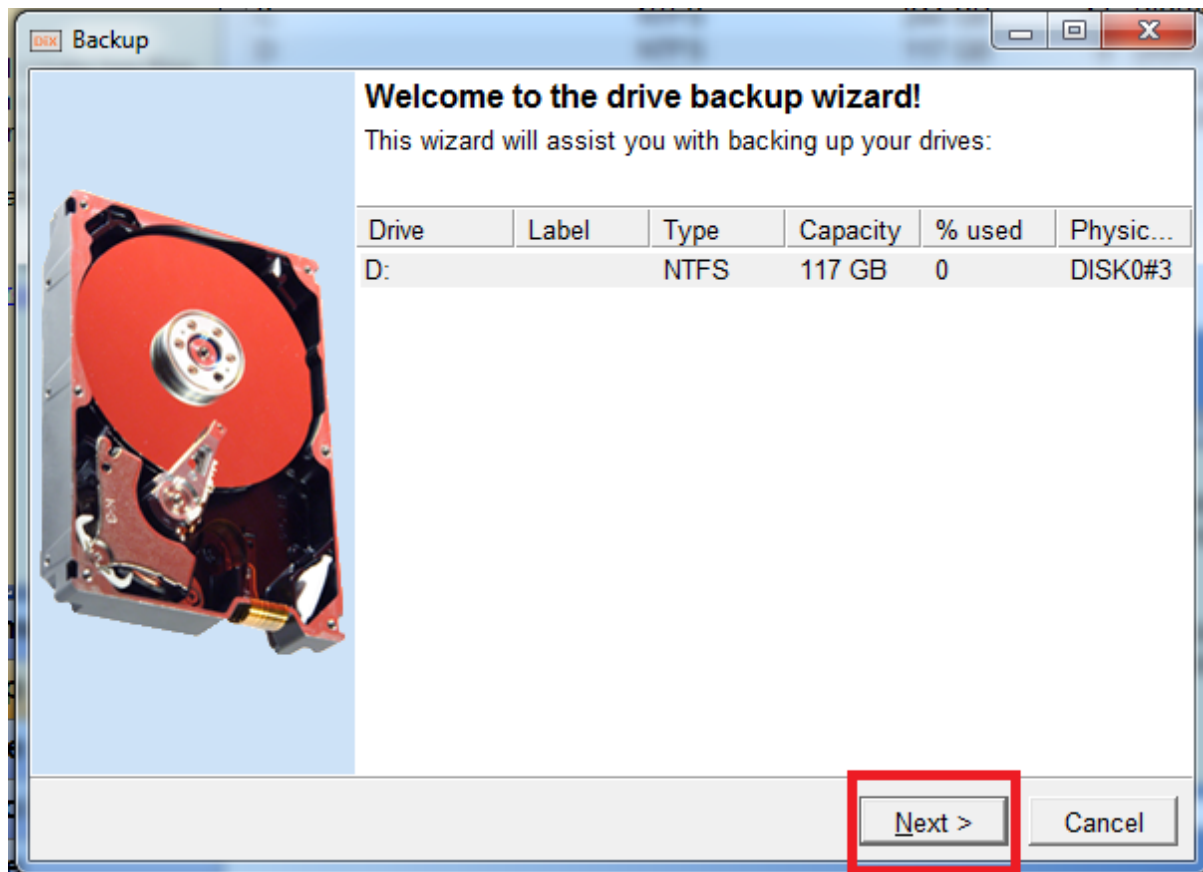 DiX Backup
Welcome to the drive backup wizard!
This wizard will assist you with backing up your drives:
Drive Label Type Capacity % used Physic...
D: NTFS 117 GB 0 DISK0#3
Next > Cancel